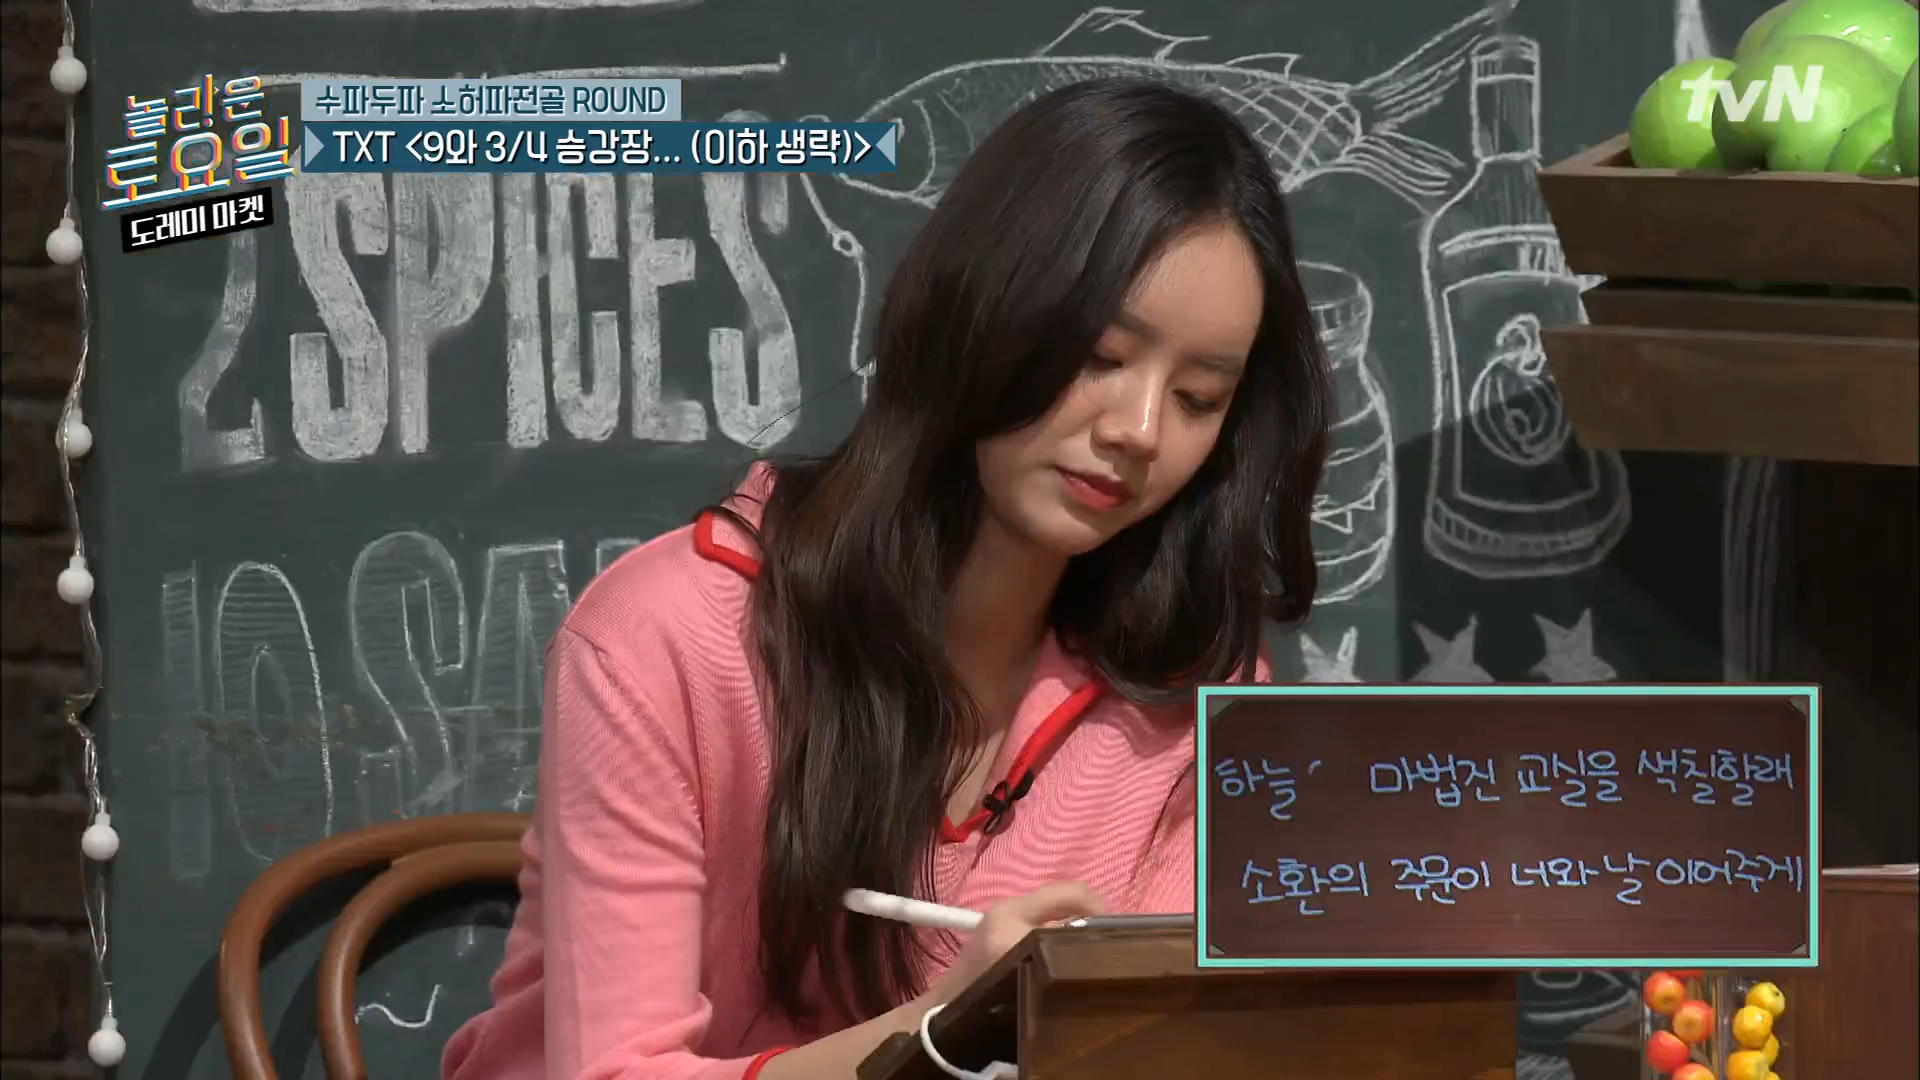 놀라운
토요일
도레미 마켓
수파두파 소허파전골 ROUND
TXT <9와 3/4 승강장... (이하 생략)>
tvN
2 SPICES
10 SA
하늘' 마법진 교실을 색칠할래
소환의 주문이 너와 날 이어주게